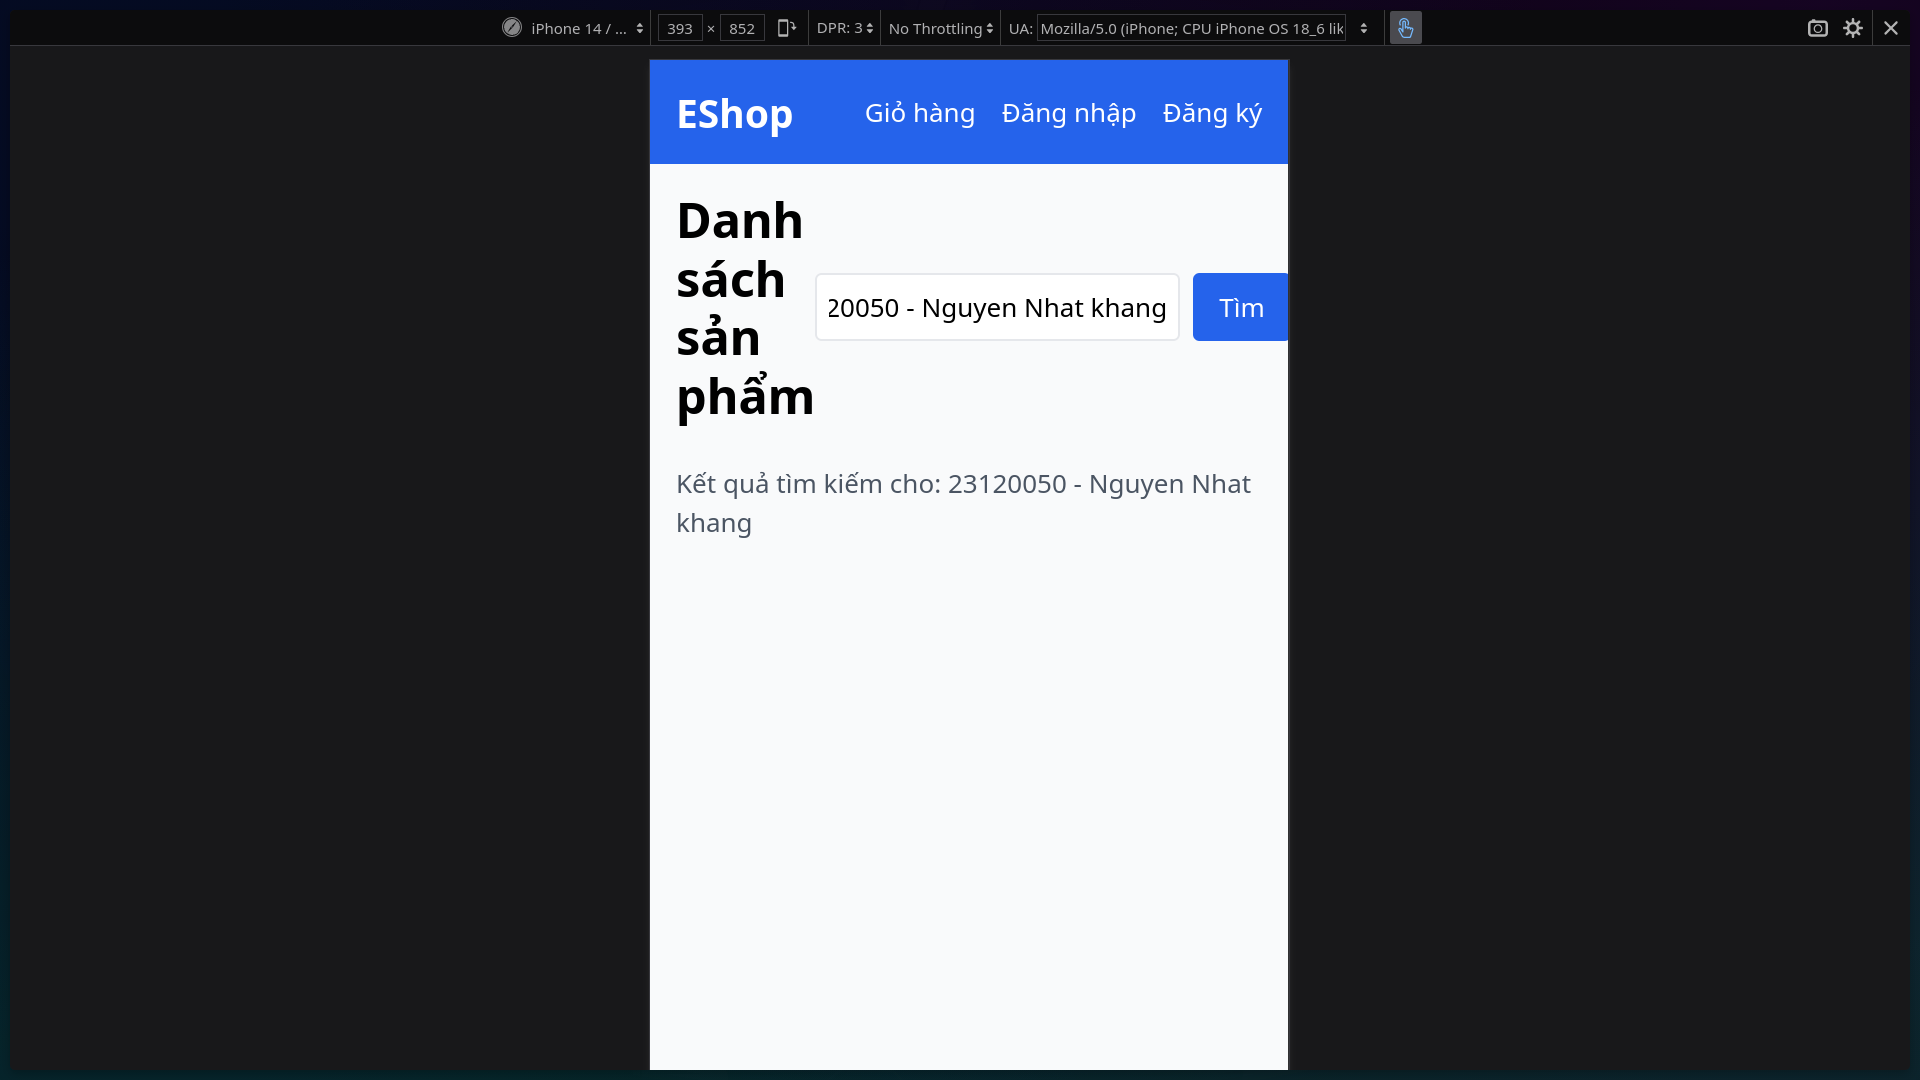 iPhone 14 / ... 393 × 852 DPR: 3 No Throttling UA: Mozilla/5.0 (iPhone; CPU iPhone OS 18_6 lik
EShop Giỏ hàng Đăng nhập Đăng ký
Danh
sách
sản
phẩm
20050 - Nguyen Nhat khang Tìm
Kết quả tìm kiếm cho: 23120050 - Nguyen Nhat
khang